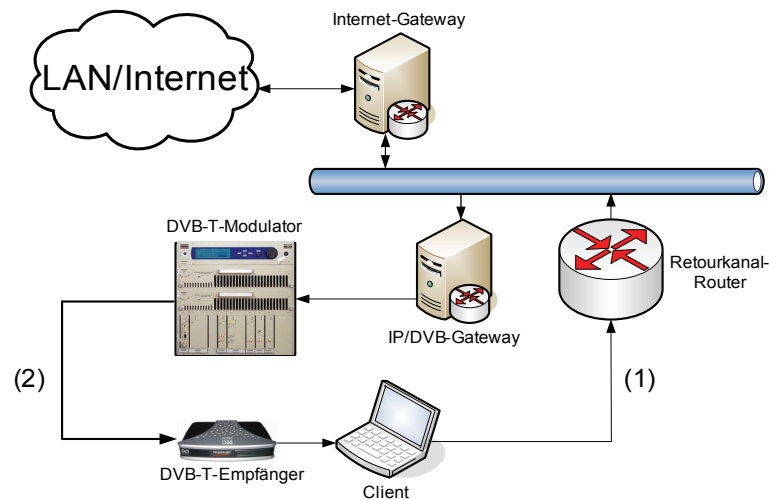 Internet-Gateway
LAN/Internet
DVB-T-Modulator
Retourkanal-
Router
IP/DVB-Gateway
(2)
(1)
DVB-T-Empfänger
Client